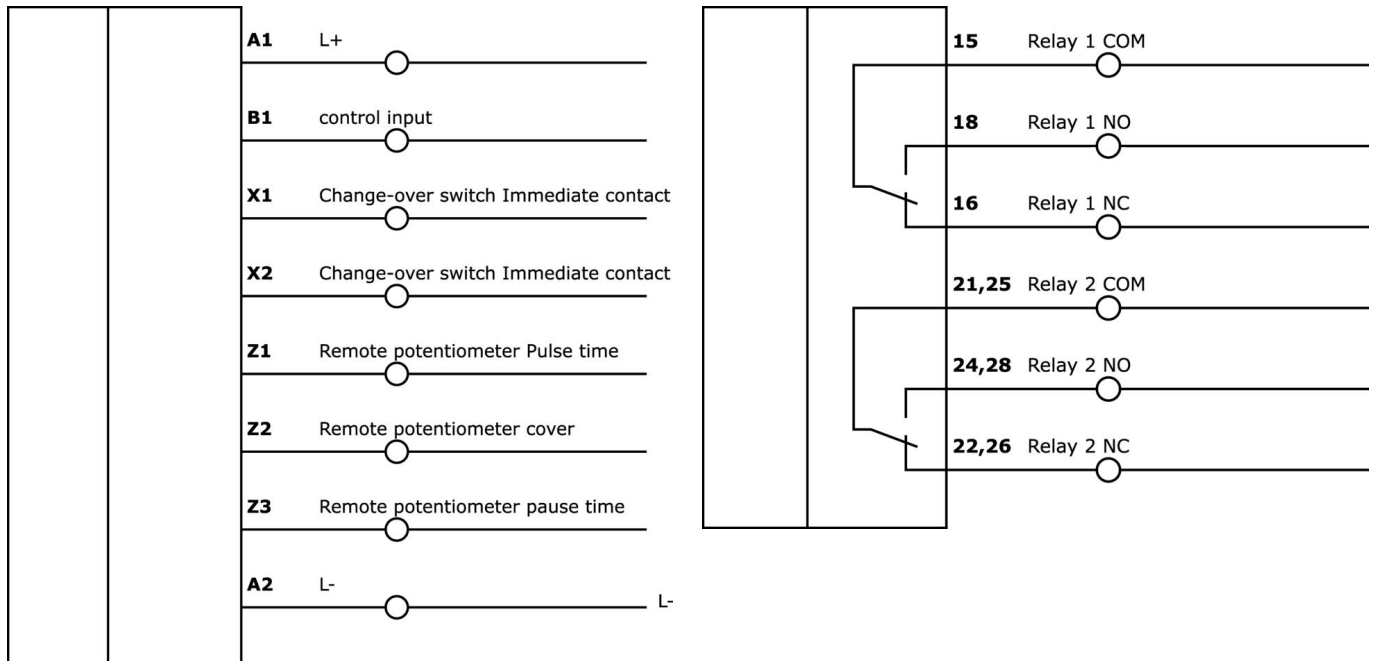 A1 L+
B1 control input
X1 Change-over switch Immediate contact
X2 Change-over switch Immediate contact
Z1 Remote potentiometer Pulse time
Z2 Remote potentiometer cover
Z3 Remote potentiometer pause time
A2 L-
L-
15 Relay 1 COM
18 Relay 1 NO
16 Relay 1 NC
21,25 Relay 2 COM
24,28 Relay 2 NO
22,26 Relay 2 NC